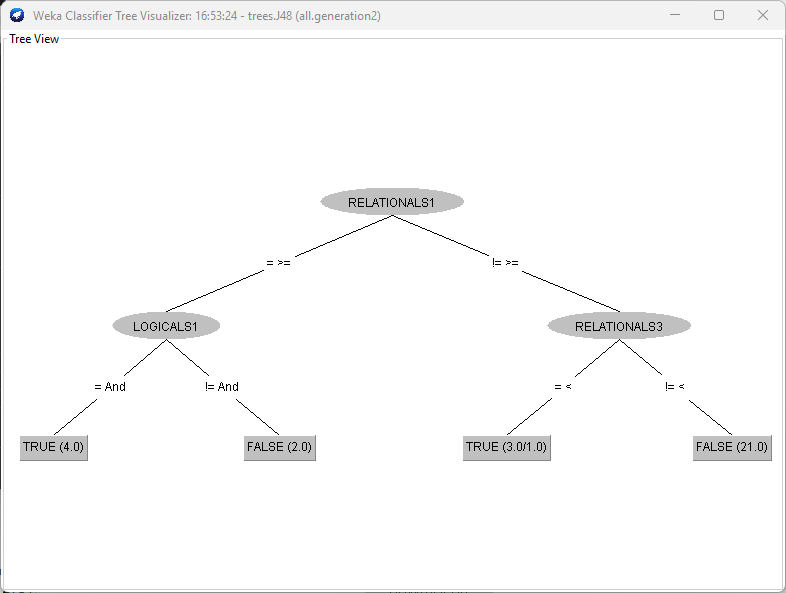 Weka Classifier Tree Visualizer: 16:53:24 - trees.J48 (all.generation2)
Tree View
RELATIONALS1
= >=
!= >=
LOGICALS1
RELATIONALS3
= And
!= And
= <
!= <
TRUE (4.0)
FALSE (2.0)
TRUE (3.0/1.0)
FALSE (21.0)